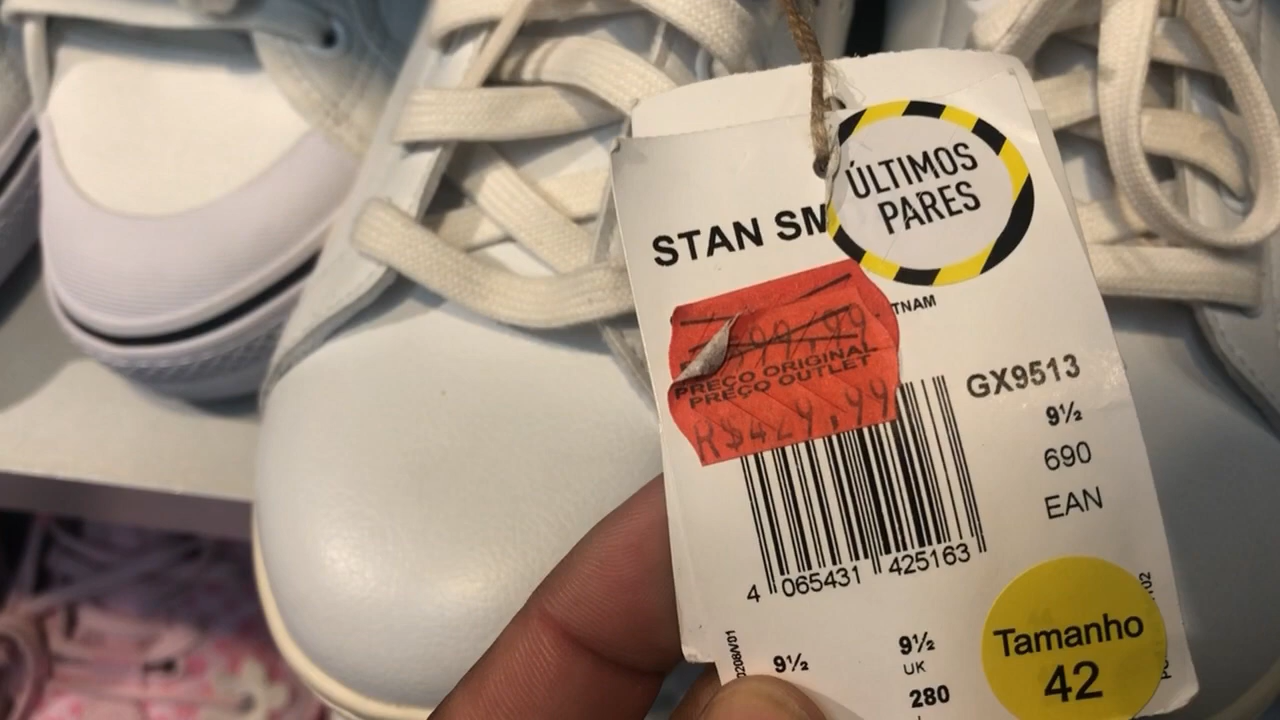 ÚLTIMOS
PARES
STAN SM
TNAM
PREÇO ORIGINAL
PREÇO OUTLET
R$429,99
GX9513
9½
690
EAN
4 065431 425163
9½
9½
UK
280
Tamanho
42